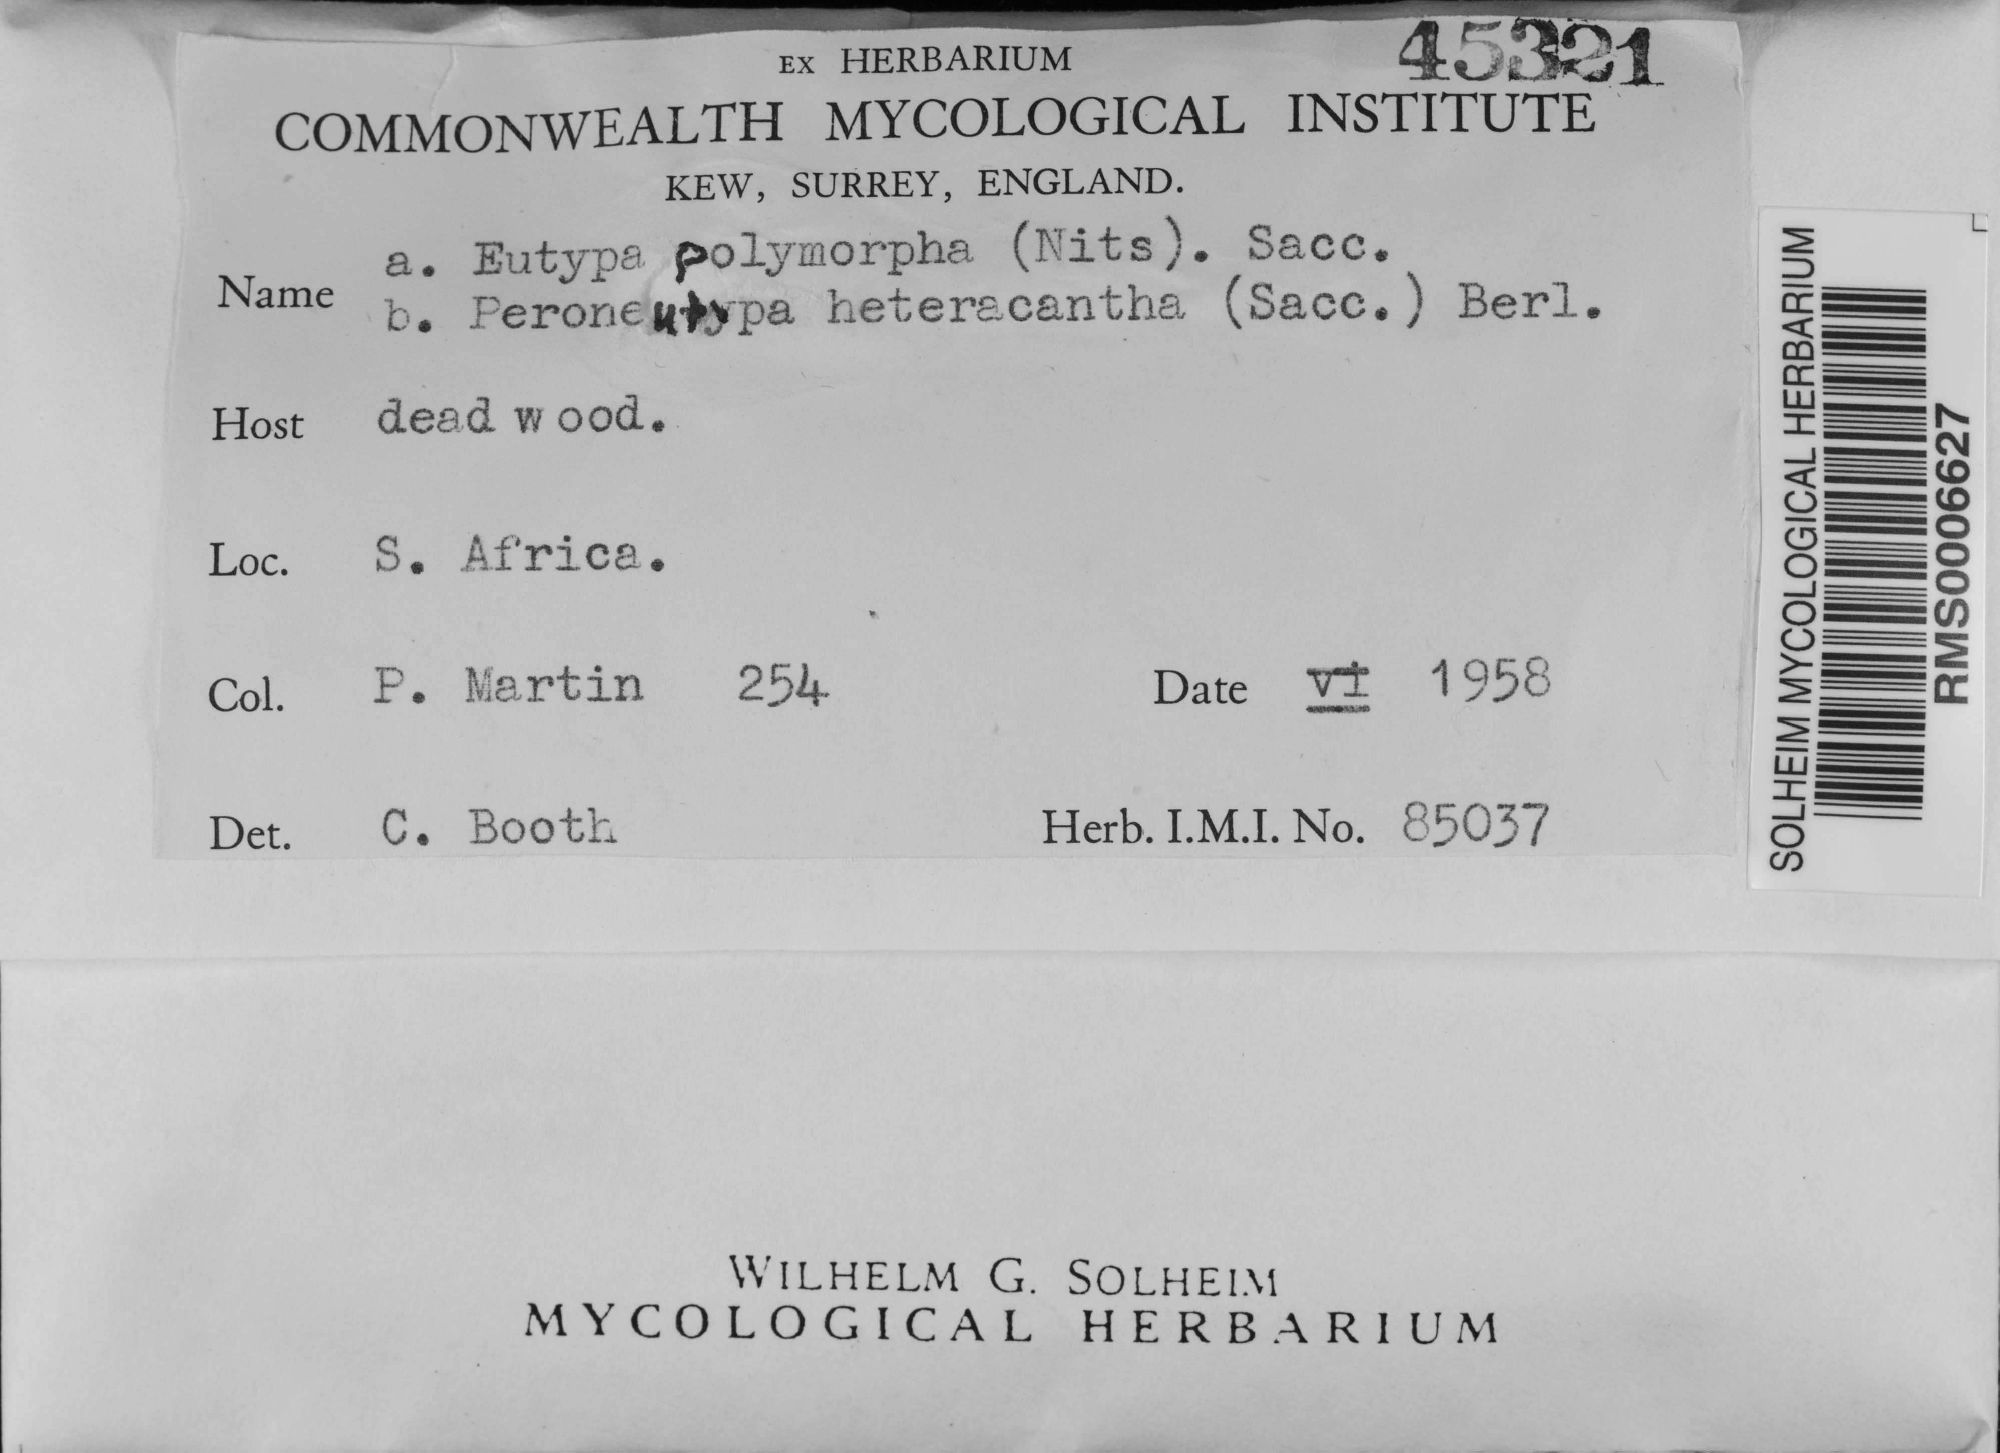 45321
EX HERBARIUM
COMMONWEALTH MYCOLOGICAL INSTITUTE
KEW, SURREY, ENGLAND.
Name a. Eutypa polymorpha (Nits). Sacc.
b. Peroneutypa heteracantha (Sacc.) Berl.
Host dead wood.
Loc. S. Africa.
Col. P. Martin 254 Date vi 1958
Det. C. Booth Herb. I.M.I. No. 85037
SOLHEIM MYCOLOGICAL HERBARIUM
RMS0006627
WILHELM G. SOLHEIM
MYCOLOGICAL HERBARIUM